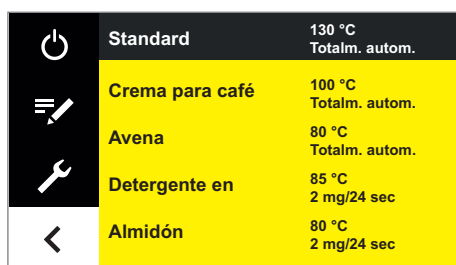 Standard
130 °C
Totalm. autom.
Crema para café
100 °C
Totalm. autom.
Avena
80 °C
Totalm. autom.
Detergente en
85 °C
2 mg/24 sec
Almidón
80 °C
2 mg/24 sec